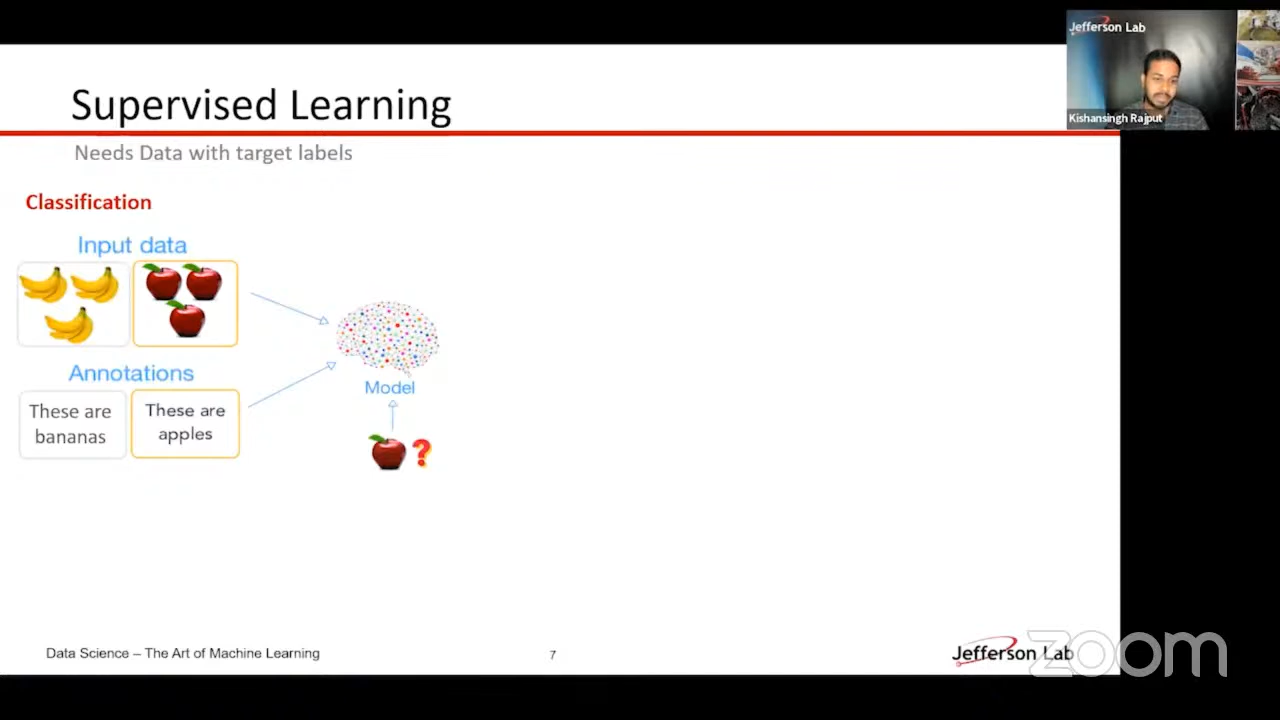 Jefferson Lab
Kishansingh Rajput
Supervised Learning
Needs Data with target labels
Classification
Input data
Annotations
These are
bananas
These are
apples
Model
?
Data Science – The Art of Machine Learning
7
Jefferson Lab
zoom